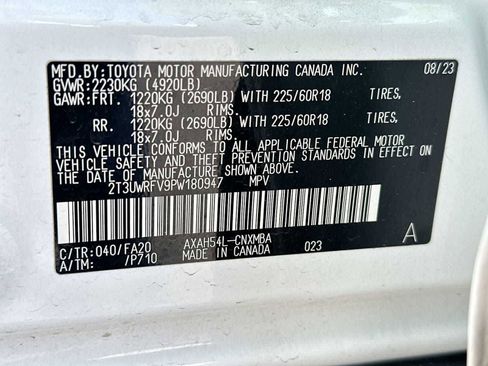 MFD.BY:TOYOTA MOTOR MANUFACTURING CANADA INC. 08/23
GVWR:2230KG (4920LB)
GAWR:FRT. 1220KG (2690LB) WITH 225/60R18 TIRES,
18x7.0J RIMS.
RR. 1220KG (2690LB) WITH 225/60R18 TIRES,
18x7.0J RIMS.
THIS VEHICLE CONFORMS TO ALL APPLICABLE FEDERAL MOTOR
VEHICLE SAFETY AND THEFT PREVENTION STANDARDS IN EFFECT ON
THE DATE OF MANUFACTURE SHOWN ABOVE.
2T3UWRFV9PW180947 MPV
C/TR:040/FA20 AXAH54L-CNXMBA 023 A
A/TM: /P710 MADE IN CANADA